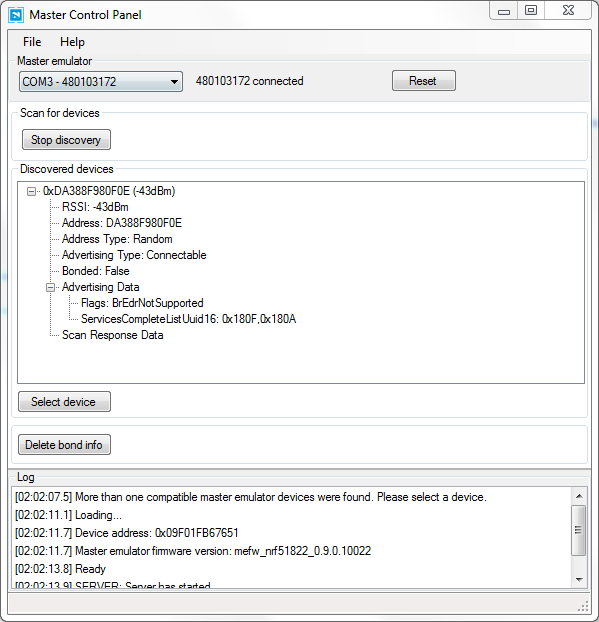 Master Control Panel
File Help
Master emulator
COM3 - 480103172 480103172 connected Reset
Scan for devices
Stop discovery
Discovered devices
0xDA388F980F0E (-43dBm)
RSSI: -43dBm
Address: DA388F980F0E
Address Type: Random
Advertising Type: Connectable
Bonded: False
Advertising Data
Flags: BrEdrNotSupported
ServicesCompleteListUuid16: 0x180F,0x180A
Scan Response Data
Select device
Delete bond info
Log
[02:02:07.5] More than one compatible master emulator devices were found. Please select a device.
[02:02:11.1] Loading...
[02:02:11.7] Device address: 0x09F01FB67651
[02:02:11.7] Master emulator firmware version: mefw_nrf51822_0.9.0.10022
[02:02:13.8] Ready
[02:02:13.9] SERVER: Server has started